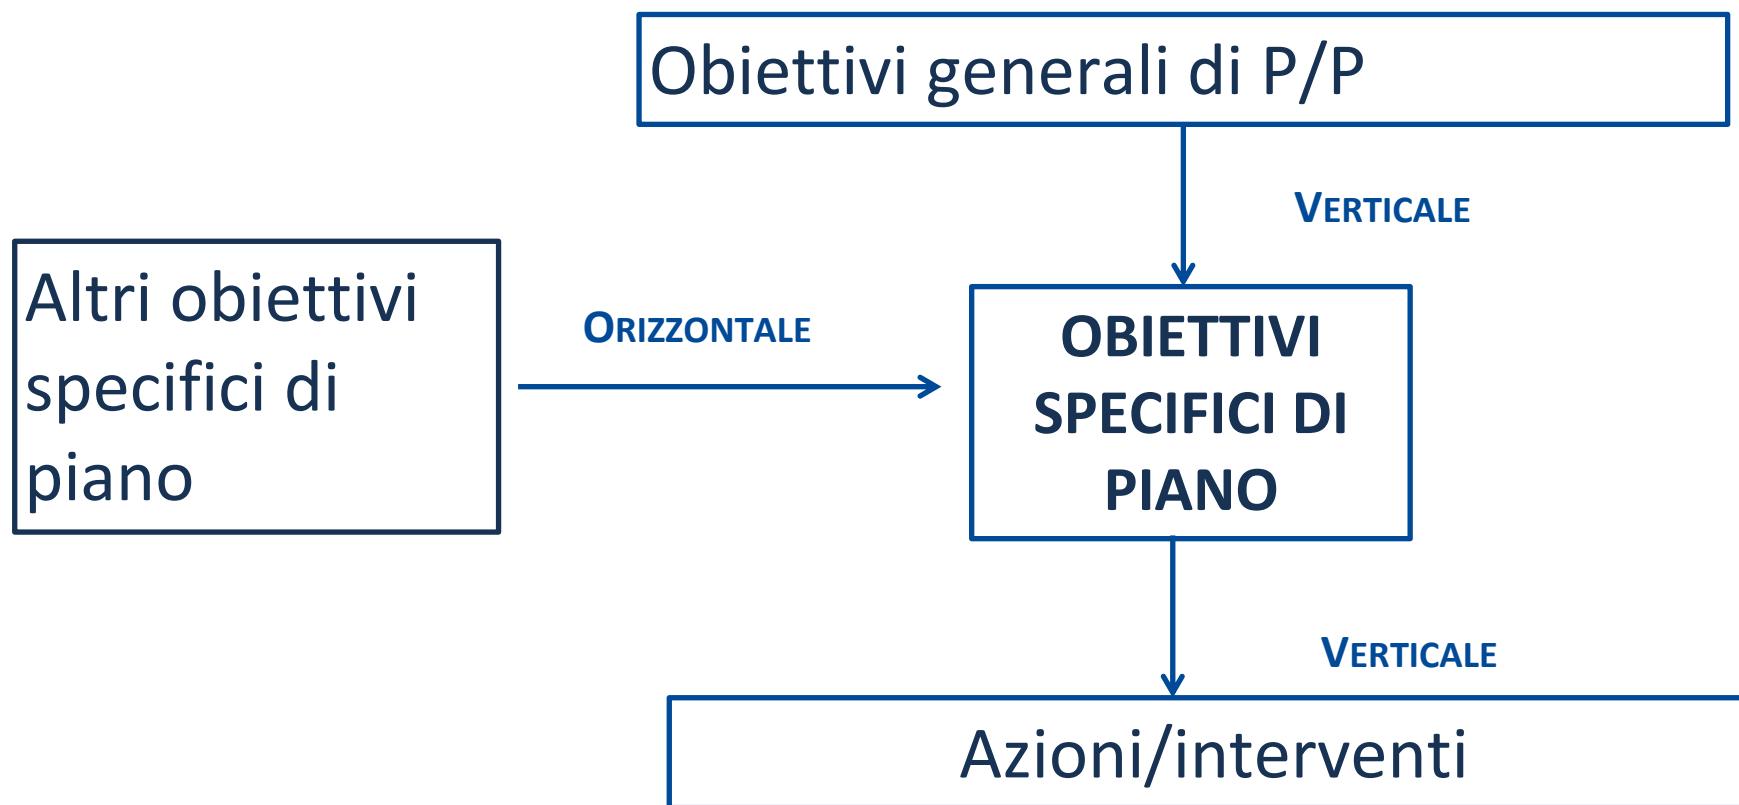 Obiettivi generali di P/P
VERTICALE
Altri obiettivi
specifici di
piano
ORIZZONTALE
OBIETTIVI
SPECIFICI DI
PIANO
VERTICALE
Azioni/interventi